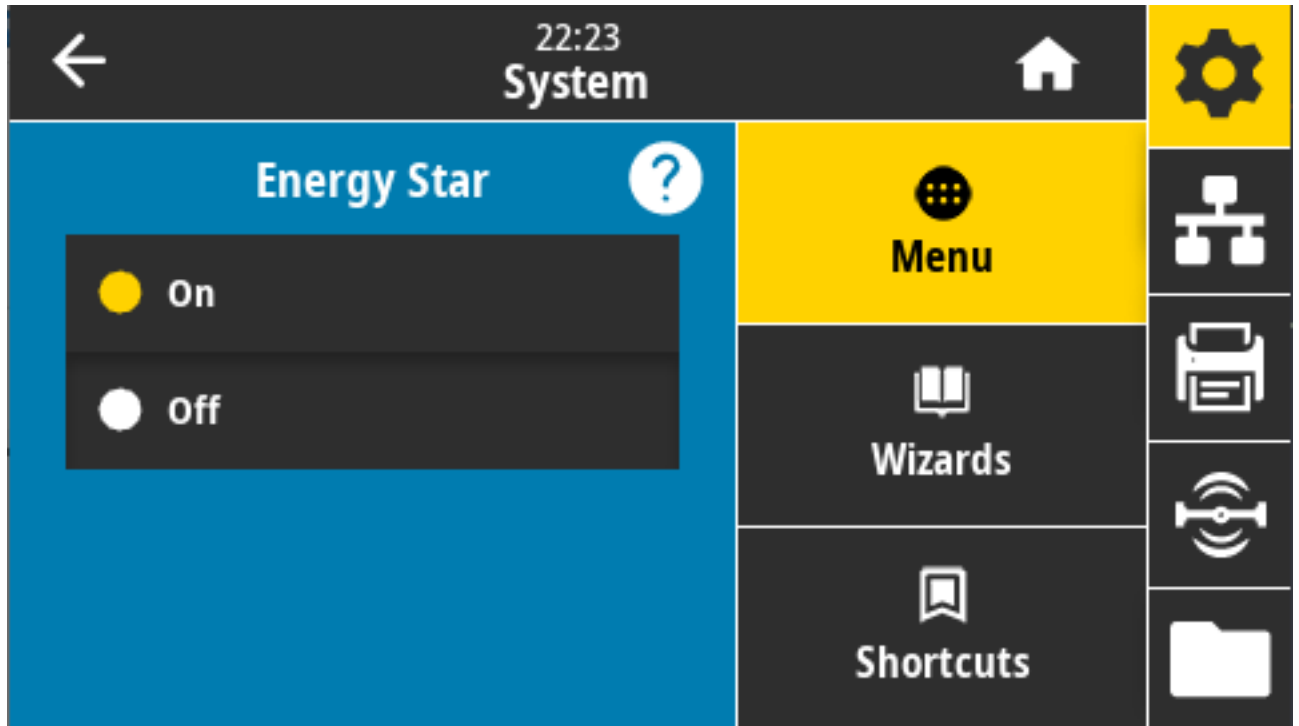 22:23
System
Energy Star
?
On
Off
Menu
Wizards
Shortcuts